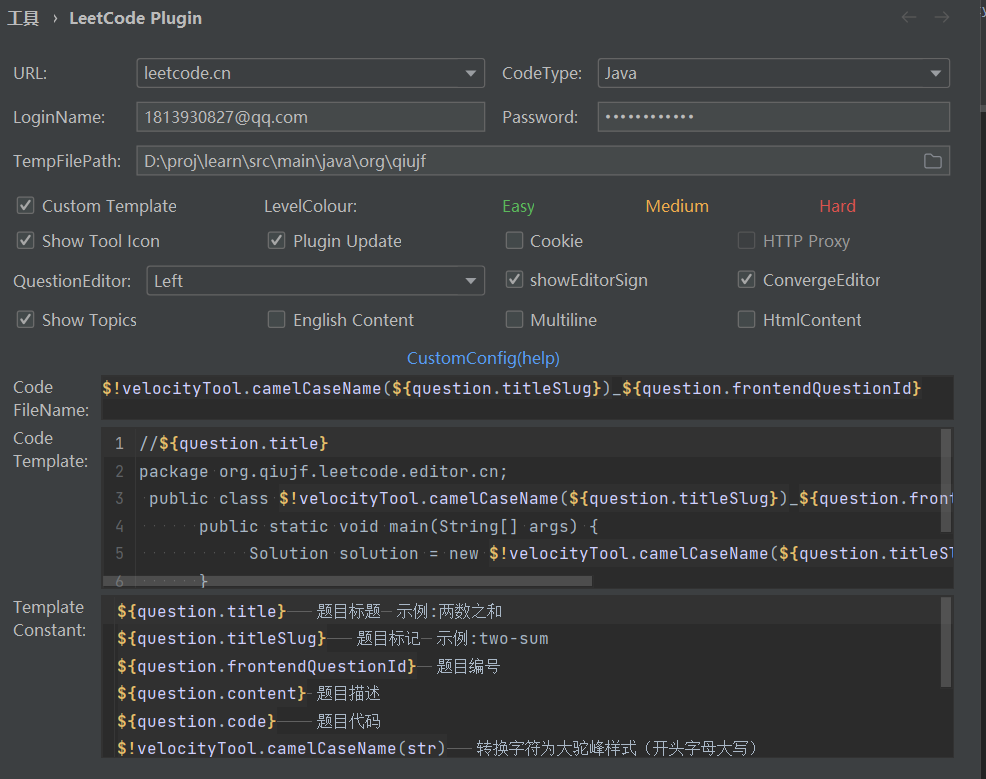 工具 › LeetCode Plugin
URL: leetcode.cn CodeType: Java
LoginName: 1813930827@qq.com Password: ••••••••••••
TempFilePath: D:\proj\learn\src\main\java\org\qiujf
Custom Template LevelColour: Easy Medium Hard
Show Tool Icon Plugin Update Cookie HTTP Proxy
QuestionEditor: Left showEditorSign ConvergeEditor
Show Topics English Content Multiline HtmlContent
CustomConfig(help)
Code FileName: $!velocityTool.camelCaseName(${question.titleSlug})_${question.frontendQuestionId}
Code Template:
1 //${question.title}
2 package org.qiujf.leetcode.editor.cn;
3 public class $!velocityTool.camelCaseName(${question.titleSlug})_${question.front
4 public static void main(String[] args) {
5 Solution solution = new $!velocityTool.camelCaseName(${question.titleSl
6 }
Template Constant:
${question.title} —— 题目标题 — 示例:两数之和
${question.titleSlug} —— 题目标记 — 示例:two-sum
${question.frontendQuestionId} — 题目编号
${question.content} - 题目描述
${question.code} —— 题目代码
$!velocityTool.camelCaseName(str) —— 转换字符为大驼峰样式（开头字母大写）